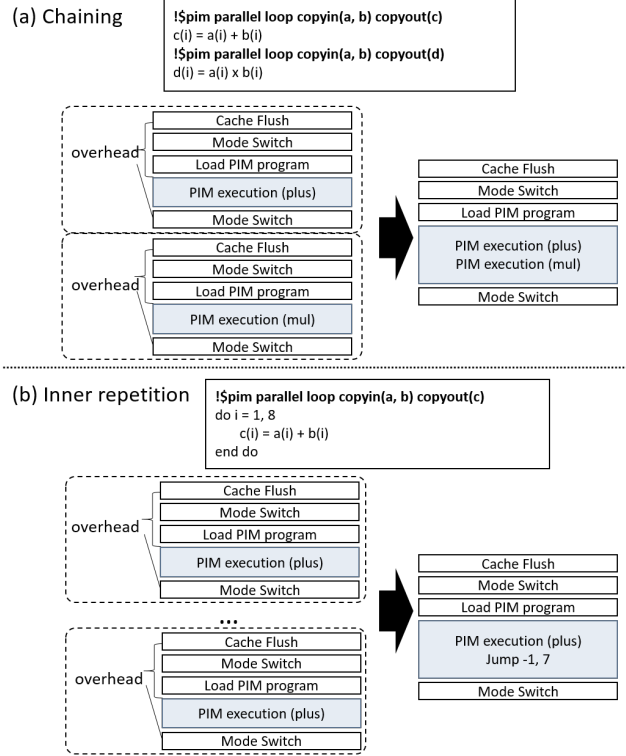 (a) Chaining
!$pim parallel loop copyin(a, b) copyout(c)
c(i) = a(i) + b(i)
!$pim parallel loop copyin(a, b) copyout(d)
d(i) = a(i) x b(i)
overhead
Cache Flush
Mode Switch
Load PIM program
PIM execution (plus)
Mode Switch
overhead
Cache Flush
Mode Switch
Load PIM program
PIM execution (mul)
Mode Switch
Cache Flush
Mode Switch
Load PIM program
PIM execution (plus)
PIM execution (mul)
Mode Switch
(b) Inner repetition
!$pim parallel loop copyin(a, b) copyout(c)
do i = 1, 8
c(i) = a(i) + b(i)
end do
overhead
Cache Flush
Mode Switch
Load PIM program
PIM execution (plus)
Mode Switch
...
overhead
Cache Flush
Mode Switch
Load PIM program
PIM execution (plus)
Mode Switch
Cache Flush
Mode Switch
Load PIM program
PIM execution (plus)
Jump -1, 7
Mode Switch